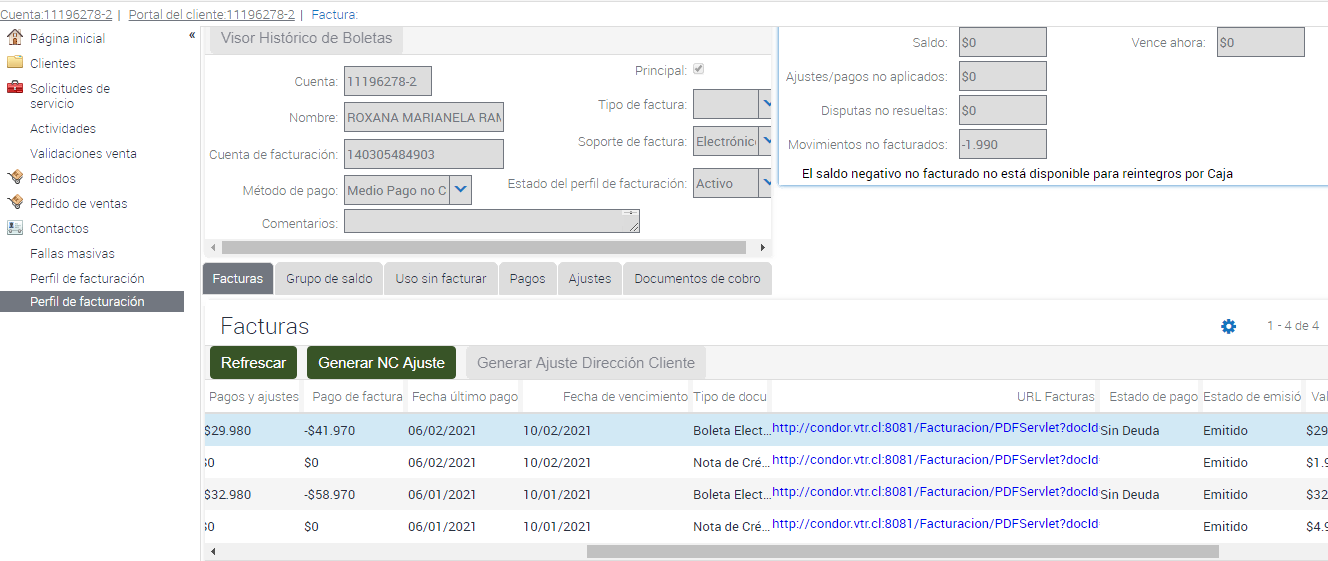 Cuenta:11196278-2 | Portal del cliente:11196278-2 | Factura:
Página inicial
Clientes
Solicitudes de
servicio
Actividades
Validaciones venta
Pedidos
Pedido de ventas
Contactos
Fallas masivas
Perfil de facturación
Perfil de facturación
«
Visor Histórico de Boletas
Cuenta: 11196278-2
Nombre: ROXANA MARIANELA RAM
Cuenta de facturación: 140305484903
Método de pago: Medio Pago no C
Comentarios:
Principal:
Tipo de factura:
Soporte de factura: Electrónic
Estado del perfil de facturación: Activo
Saldo: $0 Vence ahora: $0
Ajustes/pagos no aplicados: $0
Disputas no resueltas: $0
Movimientos no facturados: -1.990
El saldo negativo no facturado no está disponible para reintegros por Caja
Facturas Grupo de saldo Uso sin facturar Pagos Ajustes Documentos de cobro
Facturas 1 - 4 de 4
Refrescar Generar NC Ajuste Generar Ajuste Dirección Cliente
Pagos y ajustes Pago de factura Fecha último pago Fecha de vencimiento Tipo de docu URL Facturas Estado de pago Estado de emisió Val
$29.980 -$41.970 06/02/2021 10/02/2021 Boleta Elect... http://condor.vtr.cl:8081/Facturacion/PDFServlet?docId Sin Deuda Emitido $29
$0 $0 06/02/2021 10/02/2021 Nota de Cré... http://condor.vtr.cl:8081/Facturacion/PDFServlet?docId Emitido $1.9
$32.980 -$58.970 06/01/2021 10/01/2021 Boleta Elect... http://condor.vtr.cl:8081/Facturacion/PDFServlet?docId Sin Deuda Emitido $32
$0 $0 06/01/2021 10/01/2021 Nota de Cré... http://condor.vtr.cl:8081/Facturacion/PDFServlet?docId Emitido $4.9